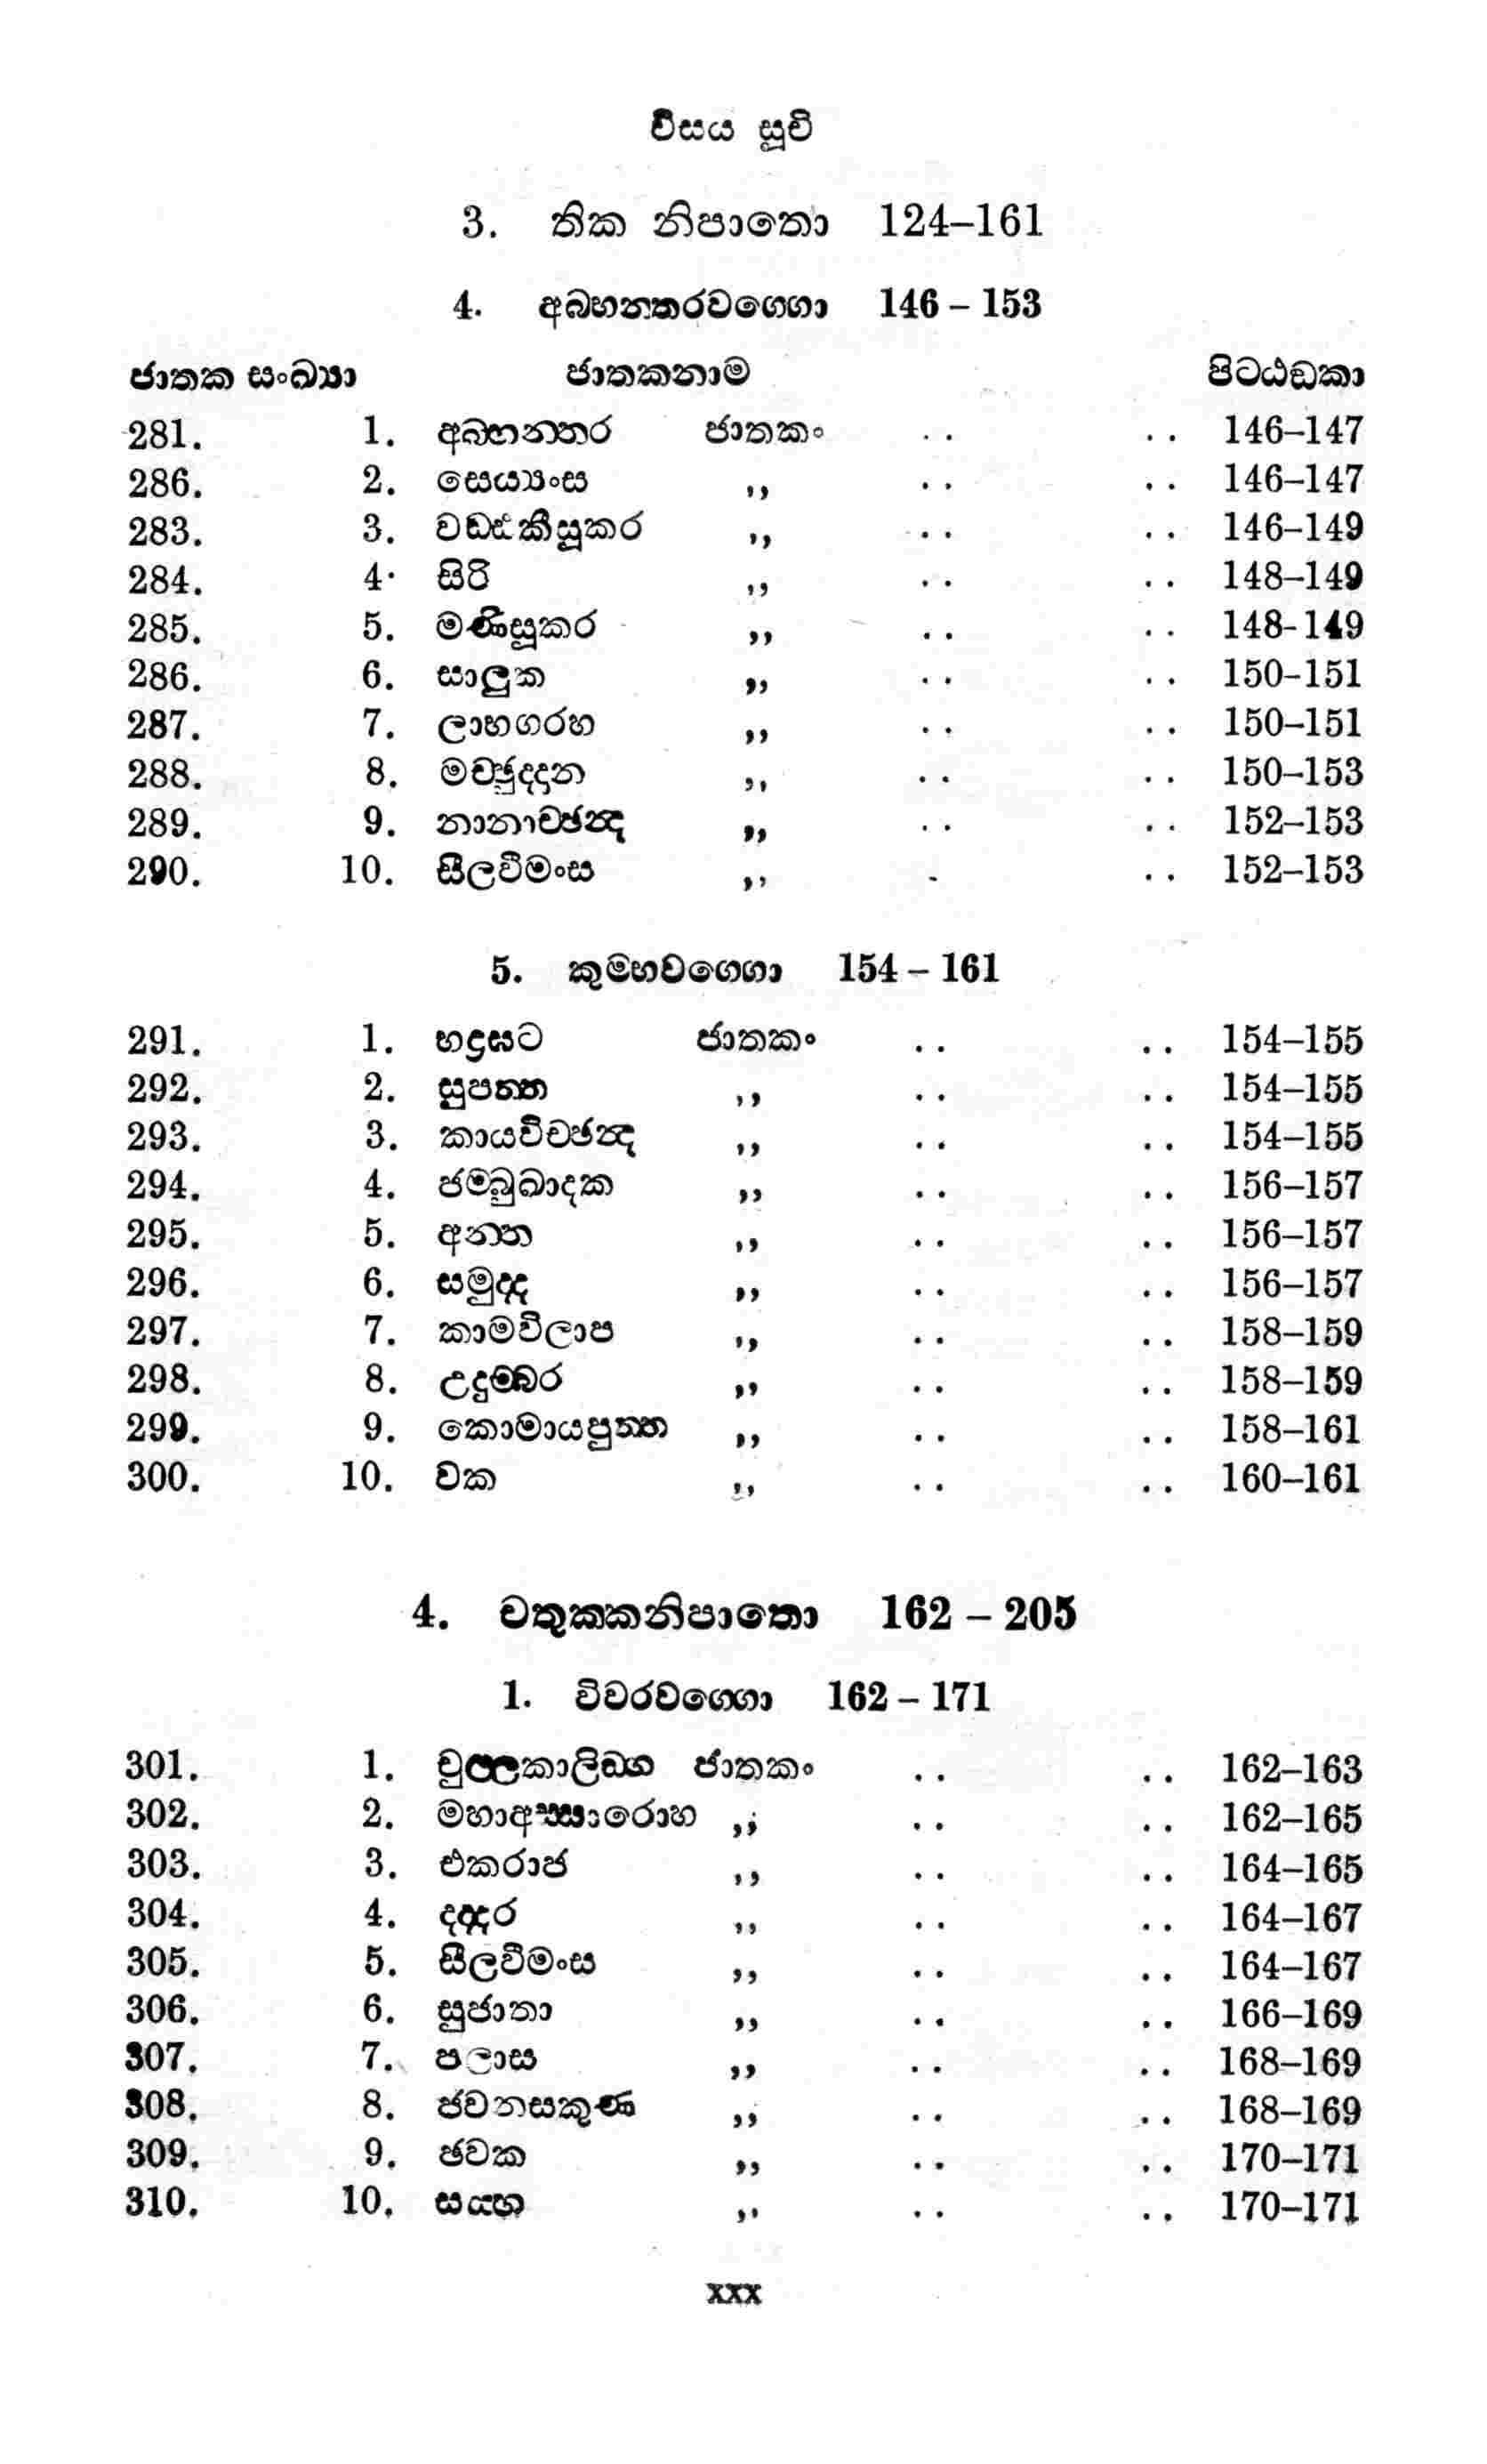 විසය සූචි
3. තික නිපාතො 124–161
4. අබ්භන්තරවග්ගො 146 – 153
ජාතක සංඛ්‍යා ජාතකනාම පිටඨඬකා
281. 1. අබ්භන්තර ජාතකං .. .. 146–147
286. 2. සෙය්‍යංස ,, .. .. 146–147
283. 3. වඩ්ඪකීසූකර ,, .. .. 146–149
284. 4. සිරි ,, .. .. 148–149
285. 5. මණිසූකර ,, .. .. 148-149
286. 6. සාලුක ,, .. .. 150–151
287. 7. ලාභගරහ ,, .. .. 150–151
288. 8. මච්ඡුද්දාන ,, .. .. 150–153
289. 9. නානාච්ඡන්ද ,, .. .. 152–153
290. 10. සීලවීමංස ,, . .. 152–153
5. කුම්භවග්ගො 154 – 161
291. 1. භද්‍රඝට ජාතකං .. .. 154–155
292. 2. සුපත්ත ,, .. .. 154–155
293. 3. කායවිච්ඡන්ද ,, .. .. 154–155
294. 4. ජම්බුඛාදක ,, .. .. 156–157
295. 5. අන්ත ,, .. .. 156–157
296. 6. සමුද්ද ,, .. .. 156–157
297. 7. කාමවිලාප ,, .. .. 158–159
298. 8. උදුම්බර ,, .. .. 158–159
299. 9. කොමායපුත්ත ,, .. .. 158–161
300. 10. වක ,, .. .. 160–161
4. චතුක්කනිපාතො 162 – 205
1. විවරවග්ගො 162 – 171
301. 1. චුල්ලකාලිඞ්ග ජාතකං .. .. 162–163
302. 2. මහාඅස්සාරොහ ,, .. .. 162–165
303. 3. එකරාජ ,, .. .. 164–165
304. 4. දද්දර ,, .. .. 164–167
305. 5. සීලවීමංස ,, .. .. 164–167
306. 6. සුජාතා ,, .. .. 166–169
307. 7. පලාස ,, .. .. 168–169
308. 8. ජවනසකුණ ,, .. .. 168–169
309. 9. ඡවක ,, .. .. 170–171
310. 10. සය්හ ,, .. .. 170–171
xxx